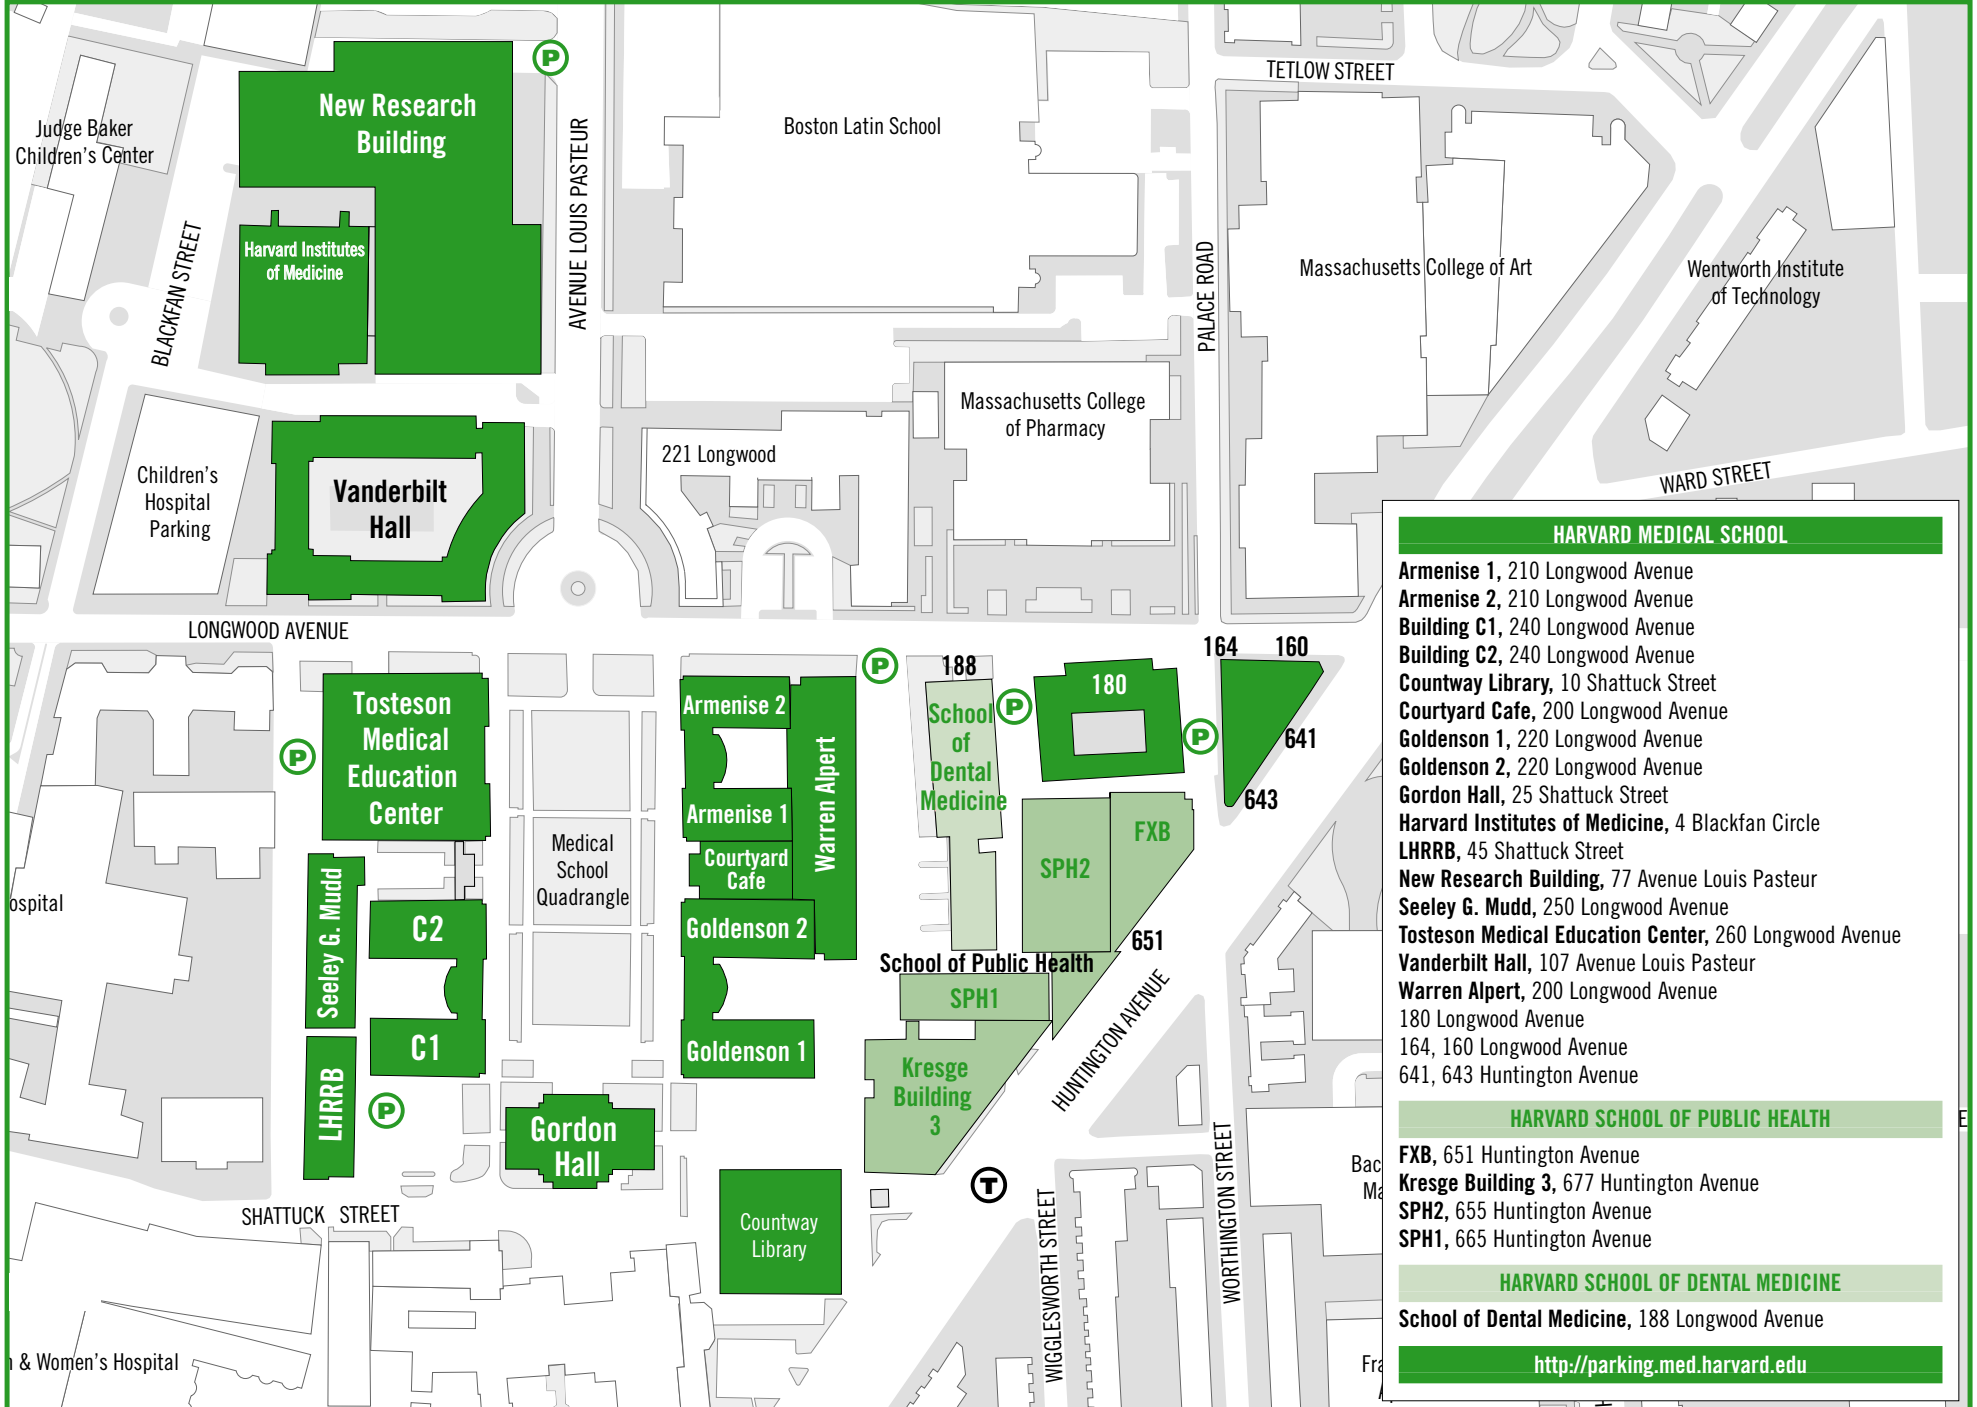 TETLOW STREET
New Research
Building
Judge Baker
Children's Center
Boston Latin School
AVENUE LOUIS PASTEUR
BLACKFAN STREET
Harvard Institutes
of Medicine
PALACE ROAD
Massachusetts College of Art
Wentworth Institute
of Technology
Massachusetts College
of Pharmacy
221 Longwood
Children's
Hospital
Parking
Vanderbilt
Hall
WARD STREET
LONGWOOD AVENUE
P
P
P
P
P
P
188
164
160
180
641
643
651
Tosteson
Medical
Education
Center
Armenise 2
Armenise 1
Warren Alpert
Courtyard
Cafe
Goldenson 2
Goldenson 1
School
of
Dental
Medicine
Medical
School
Quadrangle
Seeley G. Mudd
C2
C1
LHRRB
FXB
SPH2
School of Public Health
SPH1
Kresge
Building
3
HUNTINGTON AVENUE
ospital
Gordon
Hall
T
SHATTUCK STREET
Countway
Library
WIGGLESWORTH STREET
WORTHINGTON STREET
& Women's Hospital
Bac
Ma
Fra
E
HARVARD MEDICAL SCHOOL
Armenise 1, 210 Longwood Avenue
Armenise 2, 210 Longwood Avenue
Building C1, 240 Longwood Avenue
Building C2, 240 Longwood Avenue
Countway Library, 10 Shattuck Street
Courtyard Cafe, 200 Longwood Avenue
Goldenson 1, 220 Longwood Avenue
Goldenson 2, 220 Longwood Avenue
Gordon Hall, 25 Shattuck Street
Harvard Institutes of Medicine, 4 Blackfan Circle
LHRRB, 45 Shattuck Street
New Research Building, 77 Avenue Louis Pasteur
Seeley G. Mudd, 250 Longwood Avenue
Tosteson Medical Education Center, 260 Longwood Avenue
Vanderbilt Hall, 107 Avenue Louis Pasteur
Warren Alpert, 200 Longwood Avenue
180 Longwood Avenue
164, 160 Longwood Avenue
641, 643 Huntington Avenue
HARVARD SCHOOL OF PUBLIC HEALTH
FXB, 651 Huntington Avenue
Kresge Building 3, 677 Huntington Avenue
SPH2, 655 Huntington Avenue
SPH1, 665 Huntington Avenue
HARVARD SCHOOL OF DENTAL MEDICINE
School of Dental Medicine, 188 Longwood Avenue
http://parking.med.harvard.edu